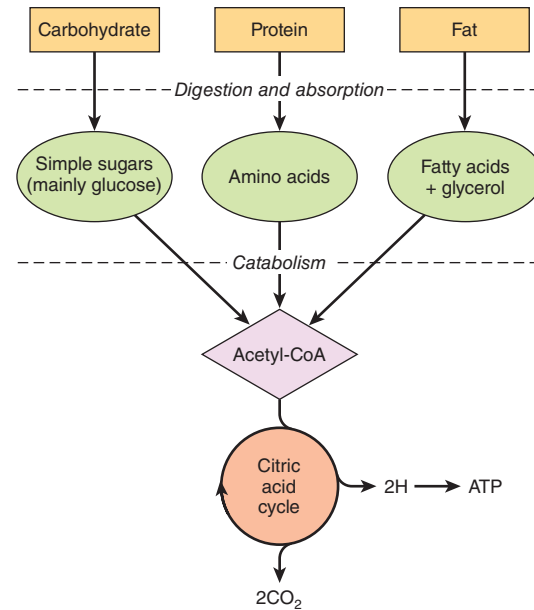 Carbohydrate
Protein
Fat
Digestion and absorption
Simple sugars
(mainly glucose)
Amino acids
Fatty acids
+ glycerol
Catabolism
Acetyl-CoA
Citric
acid
cycle
2H
ATP
2CO₂